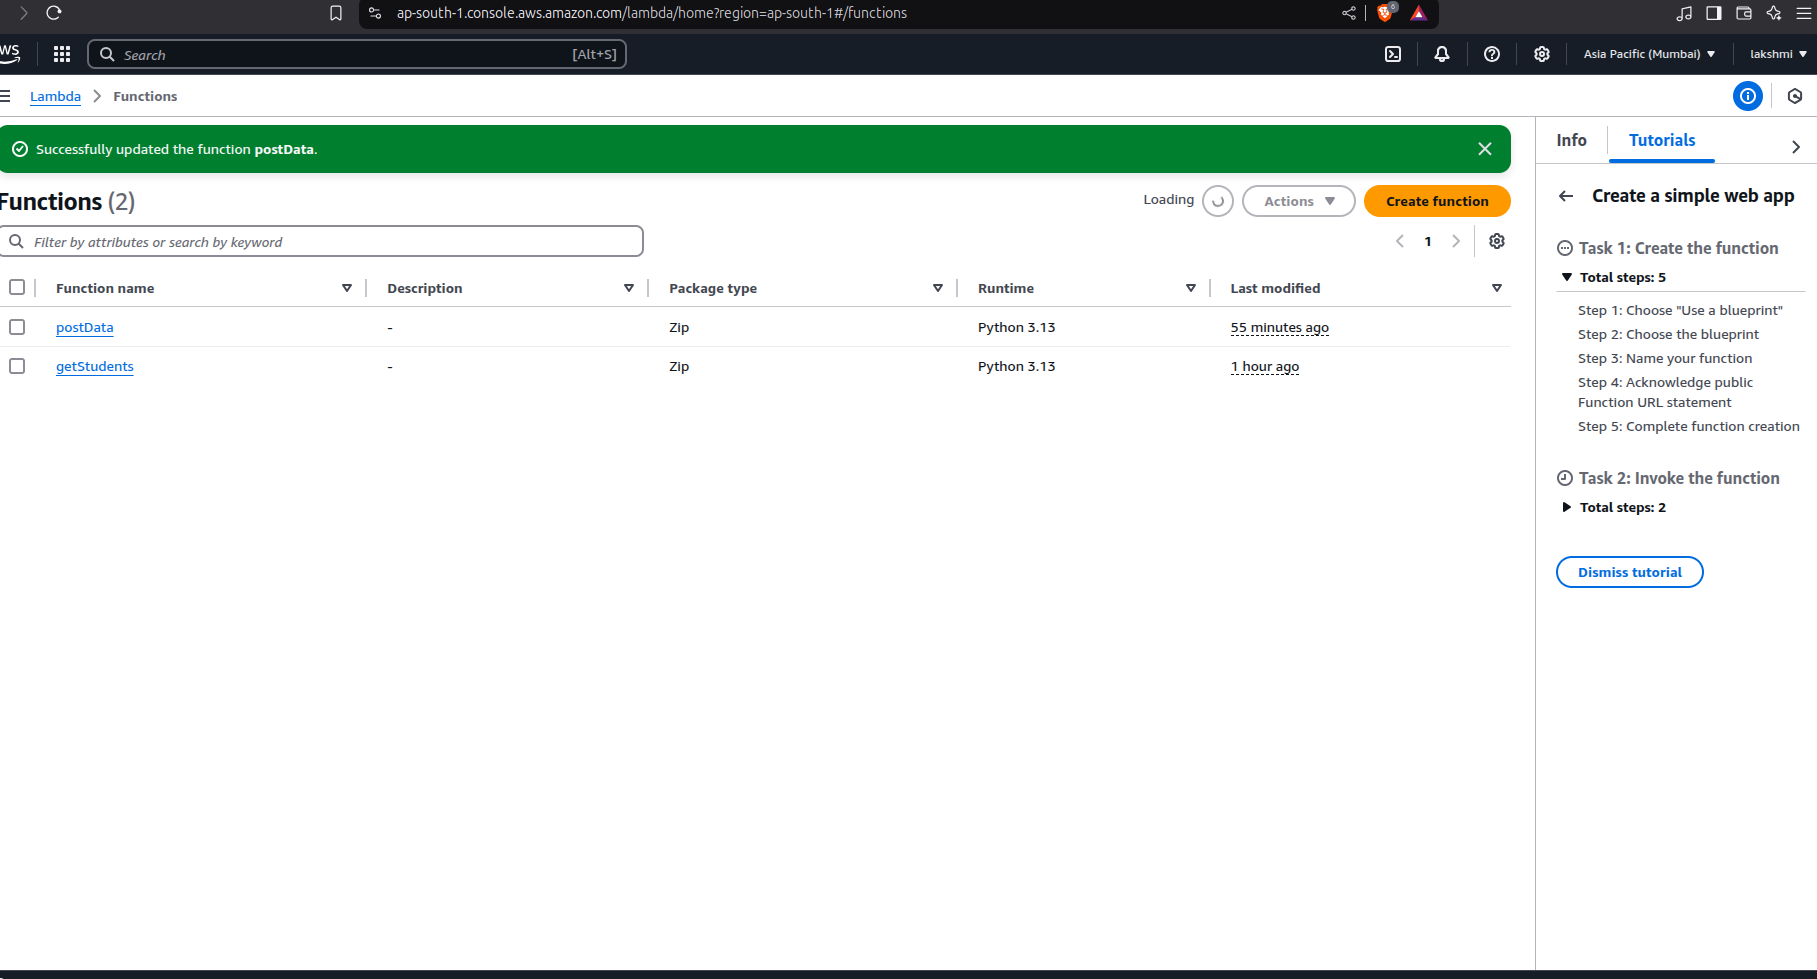 ap-south-1.console.aws.amazon.com/lambda/home?region=ap-south-1#/functions
6
Search [Alt+S] Asia Pacific (Mumbai) lakshmi
Lambda Functions
Successfully updated the function postData.
Functions (2)
Loading Actions Create function
Filter by attributes or search by keyword
1
Function name Description Package type Runtime Last modified
postData - Zip Python 3.13 55 minutes ago
getStudents - Zip Python 3.13 1 hour ago
Info Tutorials
Create a simple web app
Task 1: Create the function
Total steps: 5
Step 1: Choose "Use a blueprint"
Step 2: Choose the blueprint
Step 3: Name your function
Step 4: Acknowledge public
Function URL statement
Step 5: Complete function creation
Task 2: Invoke the function
Total steps: 2
Dismiss tutorial